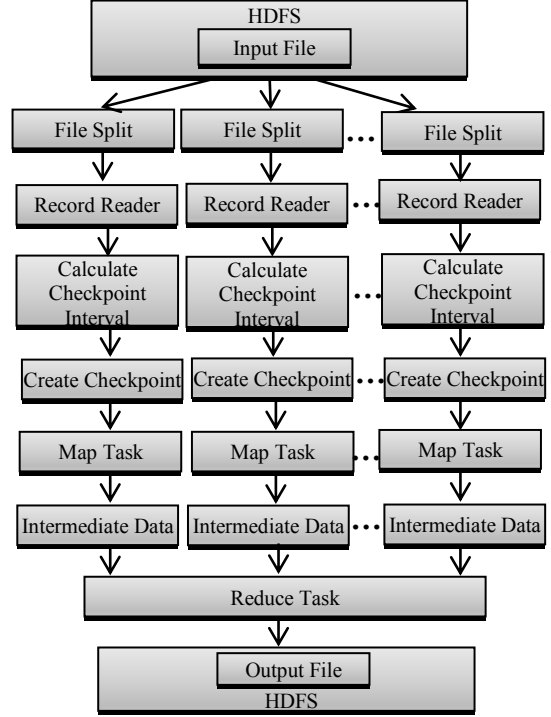 HDFS
Input File
File Split File Split ... File Split
Record Reader Record Reader ... Record Reader
Calculate Checkpoint Interval
Calculate Checkpoint Interval
...
Calculate Checkpoint Interval
Create Checkpoint Create Checkpoint ... Create Checkpoint
Map Task Map Task ... Map Task
Intermediate Data Intermediate Data ... Intermediate Data
Reduce Task
Output File
HDFS